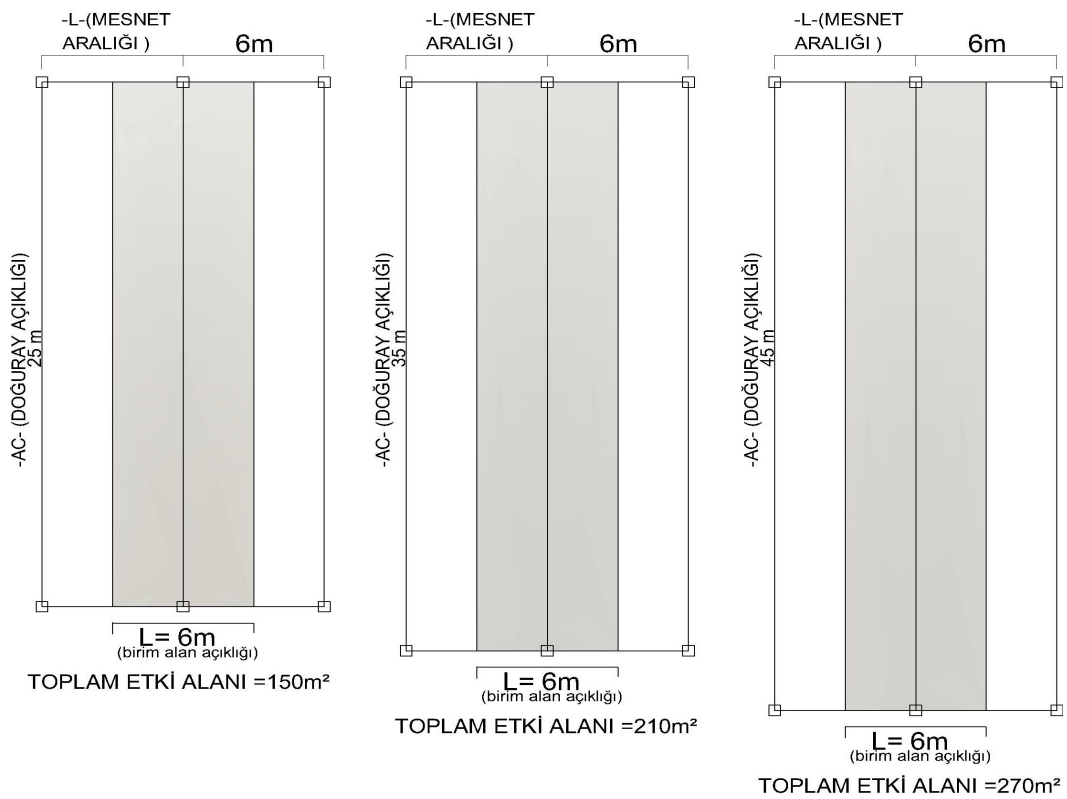 -L-(MESNET
ARALIĞI )
6m
-AC- (DOĞURAY AÇIKLIĞI)
25 m
L= 6m
(birim alan açıklığı)
TOPLAM ETKİ ALANI =150m²
-L-(MESNET
ARALIĞI )
6m
-AC- (DOĞURAY AÇIKLIĞI)
35 m
L= 6m
(birim alan açıklığı)
TOPLAM ETKİ ALANI =210m²
-L-(MESNET
ARALIĞI )
6m
-AC- (DOĞURAY AÇIKLIĞI)
45 m
L= 6m
(birim alan açıklığı)
TOPLAM ETKİ ALANI =270m²